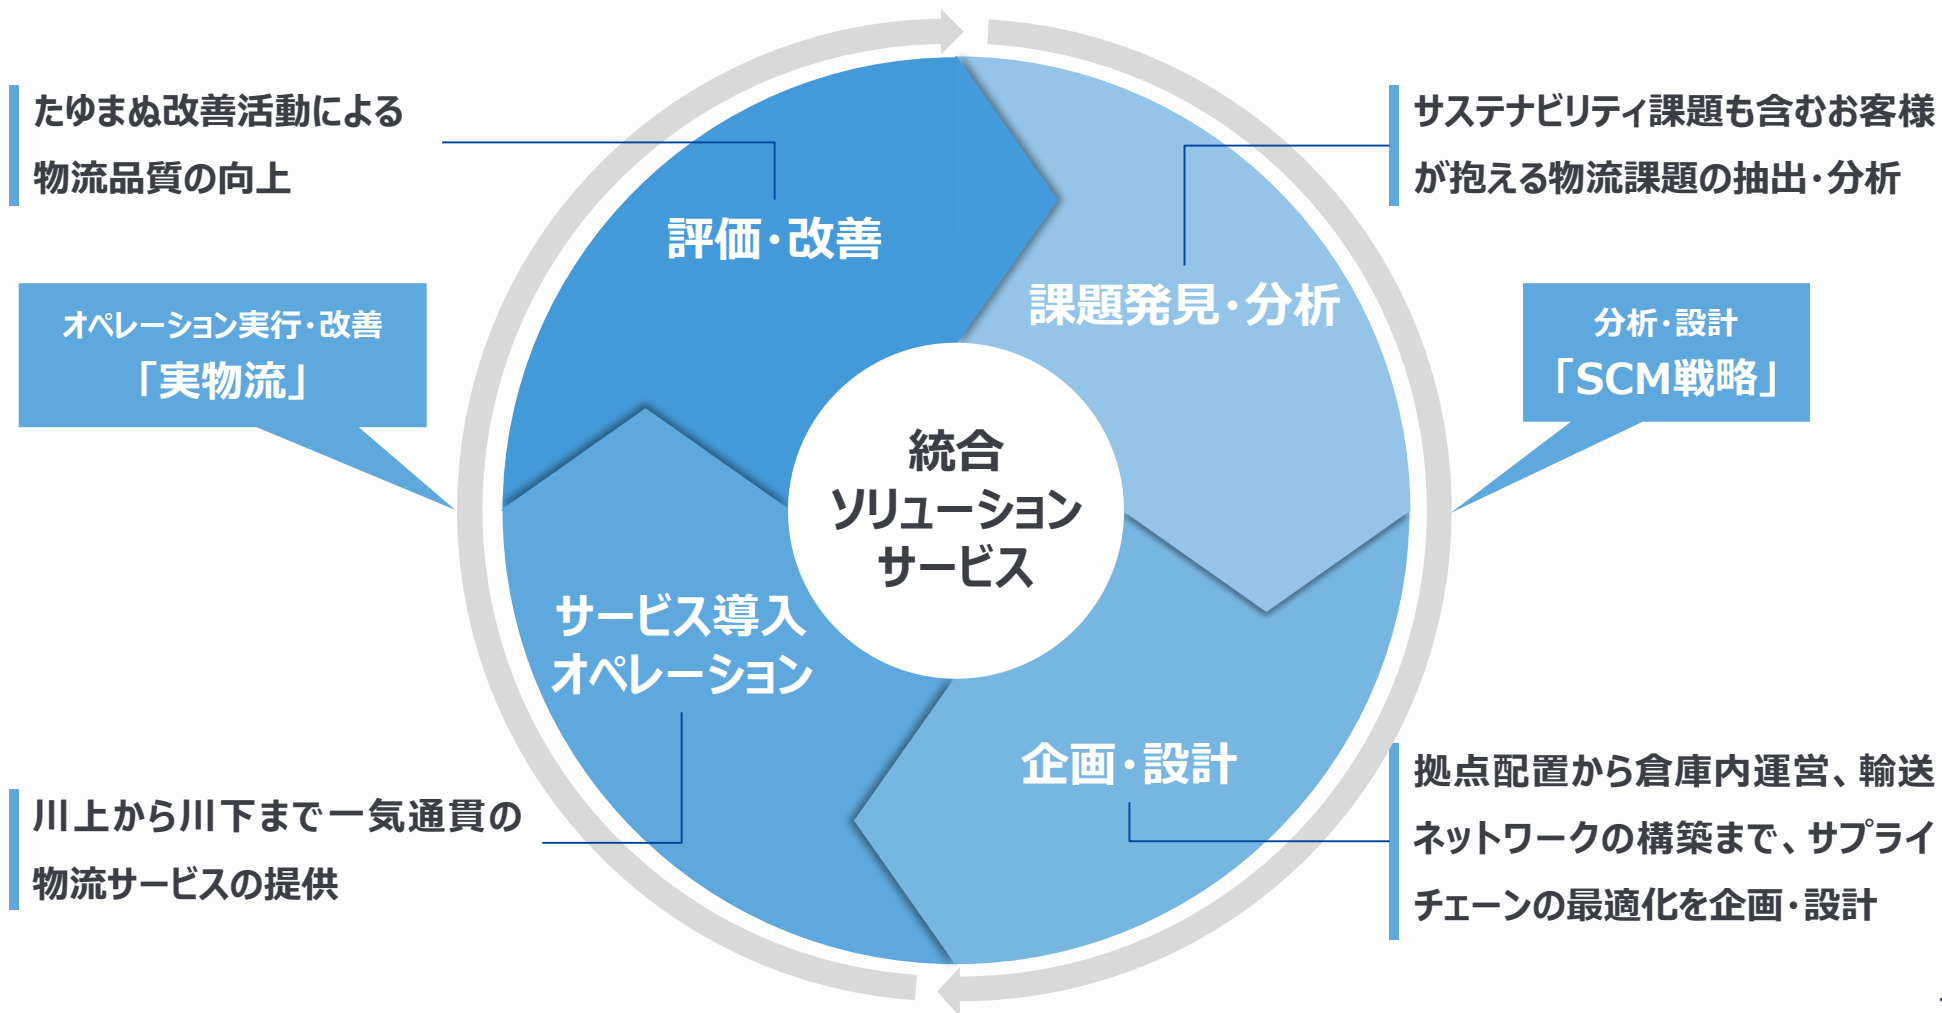 たゆまぬ改善活動による
物流品質の向上
サステナビリティ課題も含むお客様
が抱える物流課題の抽出・分析
評価・改善
課題発見・分析
オペレーション実行・改善
「実物流」
分析・設計
「SCM戦略」
統合
ソリューション
サービス
サービス導入
オペレーション
企画・設計
川上から川下まで一気通貫の
物流サービスの提供
拠点配置から倉庫内運営、輸送
ネットワークの構築まで、サプライ
チェーンの最適化を企画・設計